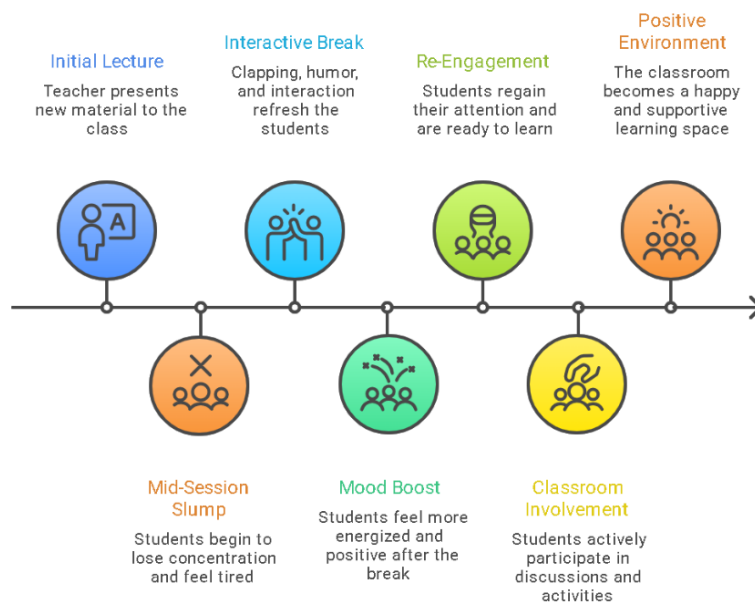 Initial Lecture
Teacher presents
new material to the
class
A
Mid-Session
Slump
Students begin to
lose concentration
and feel tired
Interactive Break
Clapping, humor,
and interaction
refresh the
students
Mood Boost
Students feel more
energized and
positive after the
break
Re-Engagement
Students regain
their attention and
are ready to learn
Classroom
Involvement
Students actively
participate in
discussions and
activities
Positive
Environment
The classroom
becomes a happy
and supportive
learning space